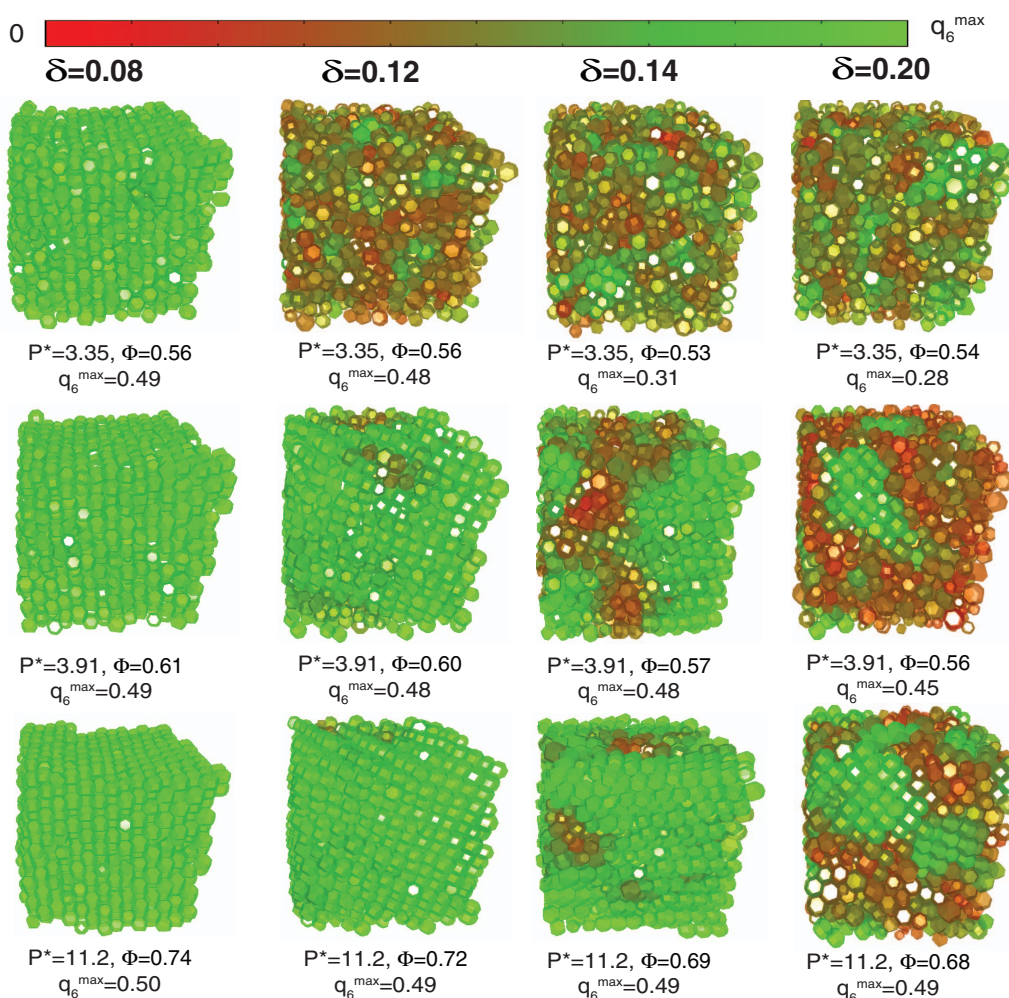 0 q₆ᵐᵃˣ
δ=0.08 δ=0.12 δ=0.14 δ=0.20
P*=3.35, Φ=0.56 P*=3.35, Φ=0.56 P*=3.35, Φ=0.53 P*=3.35, Φ=0.54
q₆ᵐᵃˣ=0.49 q₆ᵐᵃˣ=0.48 q₆ᵐᵃˣ=0.31 q₆ᵐᵃˣ=0.28
P*=3.91, Φ=0.61 P*=3.91, Φ=0.60 P*=3.91, Φ=0.57 P*=3.91, Φ=0.56
q₆ᵐᵃˣ=0.49 q₆ᵐᵃˣ=0.48 q₆ᵐᵃˣ=0.48 q₆ᵐᵃˣ=0.45
P*=11.2, Φ=0.74 P*=11.2, Φ=0.72 P*=11.2, Φ=0.69 P*=11.2, Φ=0.68
q₆ᵐᵃˣ=0.50 q₆ᵐᵃˣ=0.49 q₆ᵐᵃˣ=0.49 q₆ᵐᵃˣ=0.49